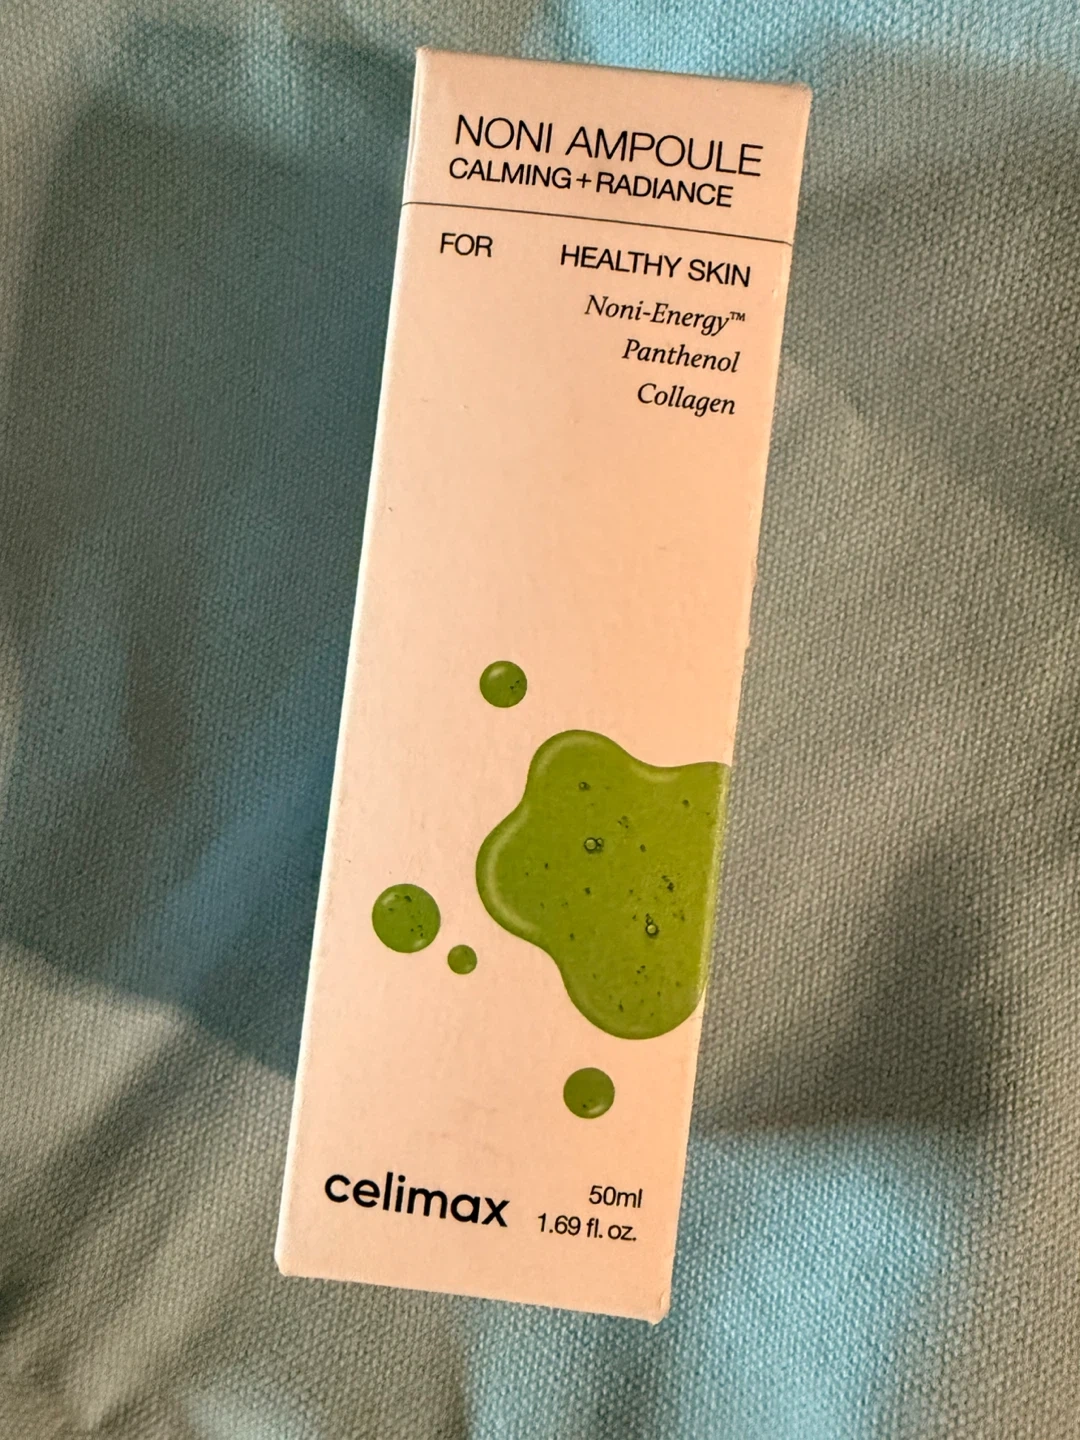 NONI AMPOULE
CALMING+RADIANCE
FOR HEALTHY SKIN
Noni-Energy™
Panthenol
Collagen
celimax
50ml
1.69 fl. oz.